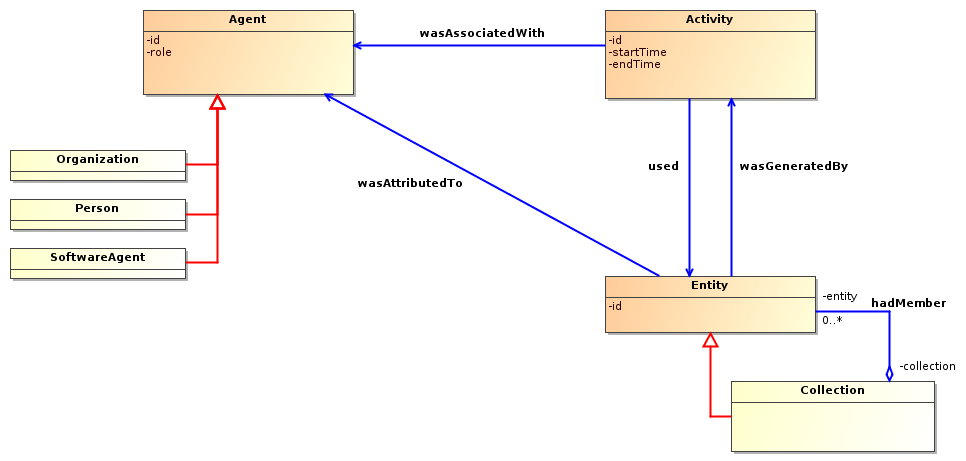 Agent
-id
-role
wasAssociatedWith
Activity
-id
-startTime
-endTime
Organization
Person
SoftwareAgent
wasAttributedTo
used
wasGeneratedBy
Entity
-id
-entity
hadMember
0..*
-collection
Collection